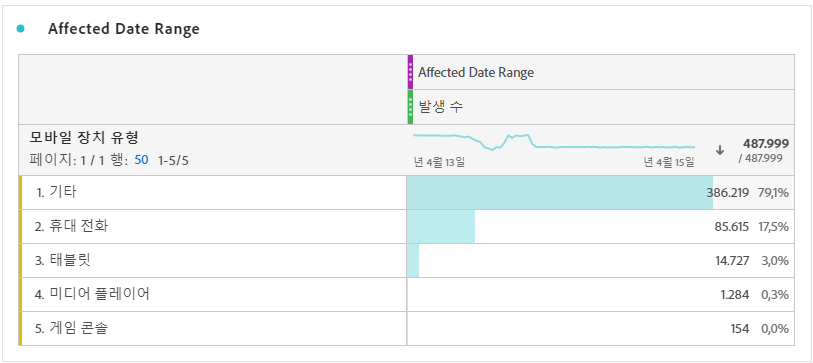 Affected Date Range
Affected Date Range
발생 수
모바일 장치 유형
페이지: 1 / 1 행: 50 1-5/5
년 4월 13일 년 4월 15일
487.999
/ 487.999
1. 기타 386.219 79,1%
2. 휴대 전화 85.615 17,5%
3. 태블릿 14.727 3,0%
4. 미디어 플레이어 1.284 0,3%
5. 게임 콘솔 154 0,0%